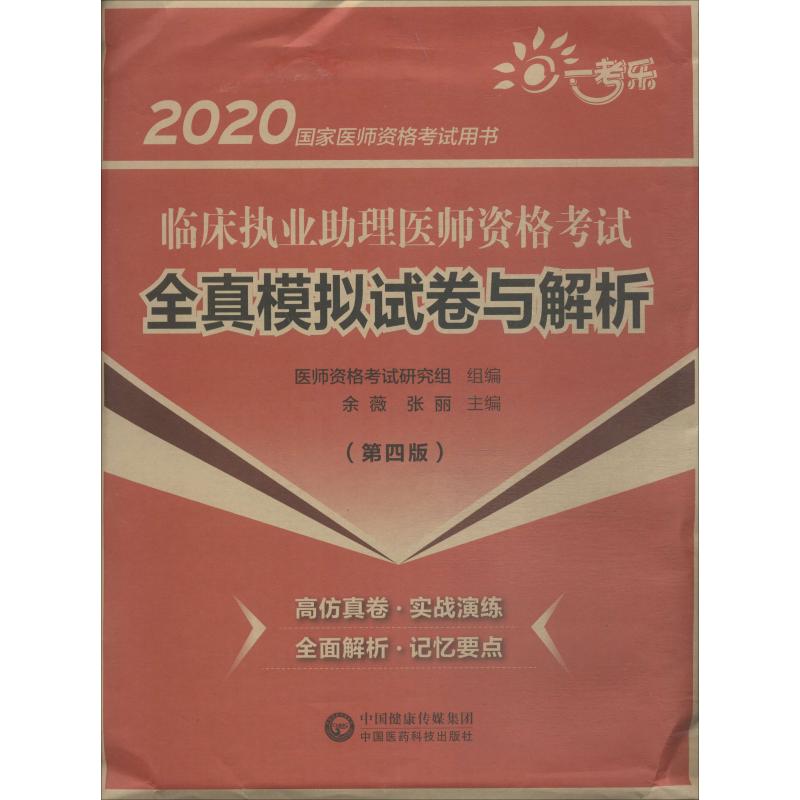 一考乐
2020国家医师资格考试用书
临床执业助理医师资格考试
全真模拟试卷与解析
医师资格考试研究组 组编
余薇 张丽 主编
（第四版）
高仿真卷·实战演练
全面解析·记忆要点
中国健康传媒集团
中国医药科技出版社